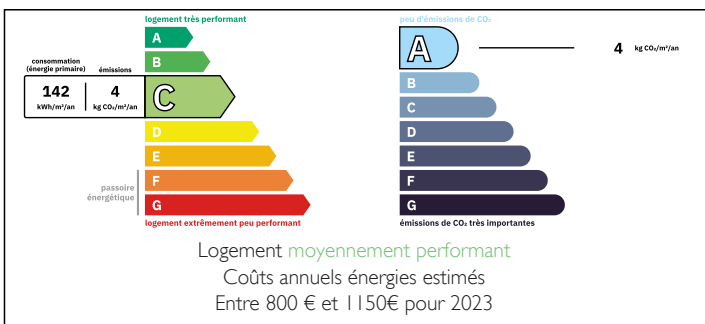 logement très performant
A
B
consommation
(énergie primaire)
émissions
142
kWh/m²/an
4
kg CO₂/m²/an
C
D
E
F
G
passoire
énergétique
logement extrêmement peu performant
peu d'émissions de CO₂
A
4 kg CO₂/m²/an
B
C
D
E
F
G
émissions de CO₂ très importantes
Logement moyennement performant
Coûts annuels énergies estimés
Entre 800 € et 1150€ pour 2023